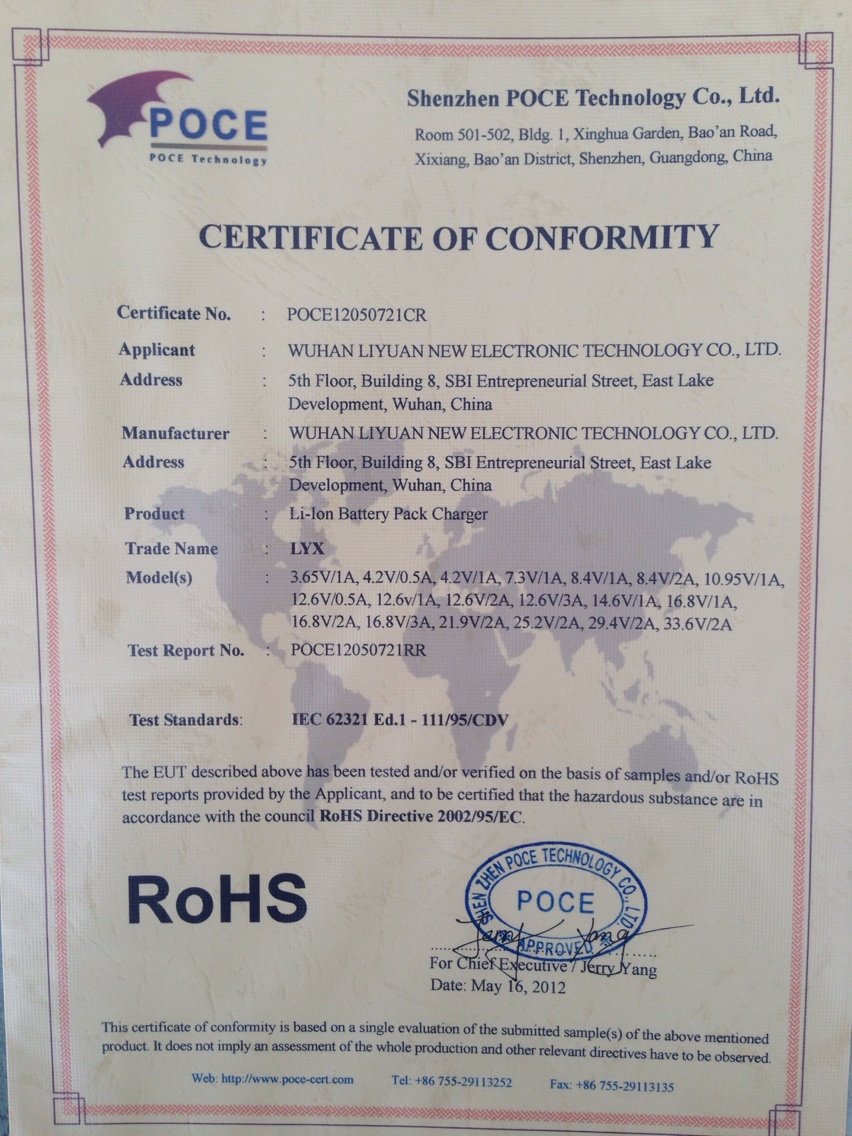 POCE
POCE Technology
Shenzhen POCE Technology Co., Ltd.
Room 501-502, Bldg. 1, Xinghua Garden, Bao'an Road,
Xixiang, Bao'an District, Shenzhen, Guangdong, China
CERTIFICATE OF CONFORMITY
Certificate No. : POCE12050721CR
Applicant : WUHAN LIYUAN NEW ELECTRONIC TECHNOLOGY CO., LTD.
Address : 5th Floor, Building 8, SBI Entrepreneurial Street, East Lake
Development, Wuhan, China
Manufacturer : WUHAN LIYUAN NEW ELECTRONIC TECHNOLOGY CO., LTD.
Address : 5th Floor, Building 8, SBI Entrepreneurial Street, East Lake
Development, Wuhan, China
Product : Li-Ion Battery Pack Charger
Trade Name : LYX
Model(s) : 3.65V/1A, 4.2V/0.5A, 4.2V/1A, 7.3V/1A, 8.4V/1A, 8.4V/2A, 10.95V/1A,
12.6V/0.5A, 12.6v/1A, 12.6V/2A, 12.6V/3A, 14.6V/1A, 16.8V/1A,
16.8V/2A, 16.8V/3A, 21.9V/2A, 25.2V/2A, 29.4V/2A, 33.6V/2A
Test Report No. : POCE12050721RR
Test Standards: IEC 62321 Ed.1 - 111/95/CDV
The EUT described above has been tested and/or verified on the basis of samples and/or RoHS
test reports provided by the Applicant, and to be certified that the hazardous substance are in
accordance with the council RoHS Directive 2002/95/EC.
RoHS
SHEN ZHEN POCE TECHNOLOGY CO., LTD
POCE
APPROVED
Jerry Yang
For Chief Executive / Jerry Yang
Date: May 16, 2012
This certificate of conformity is based on a single evaluation of the submitted sample(s) of the above mentioned
product. It does not imply an assessment of the whole production and other relevant directives have to be observed.
Web: http://www.poce-cert.com Tel: +86 755-29113252 Fax: +86 755-29113135